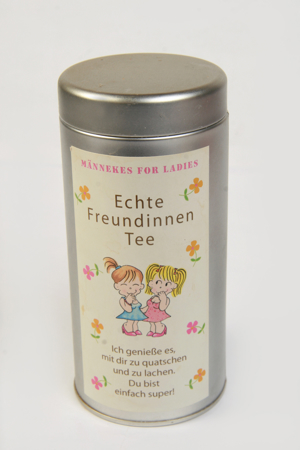 MÄNNEKES FOR LADIES
Echte
Freundinnen
Tee
Ich genieße es,
mit dir zu quatschen
und zu lachen.
Du bist
einfach super!